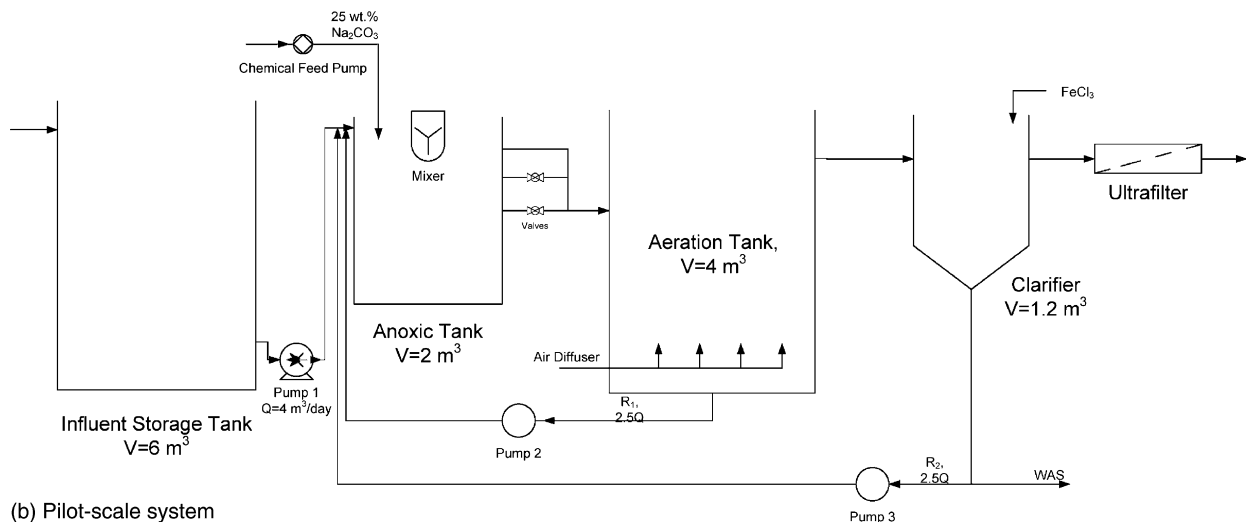 25 wt.%
Na₂CO₃
Chemical Feed Pump
FeCl₃
Mixer
Ultrafilter
Valves
Aeration Tank,
V=4 m³
Clarifier
V=1.2 m³
Anoxic Tank
V=2 m³
Air Diffuser
Pump 1
Q=4 m³/day
R₁,
2.5Q
Influent Storage Tank
V=6 m³
Pump 2
R₂,
2.5Q
WAS
Pump 3
(b) Pilot-scale system